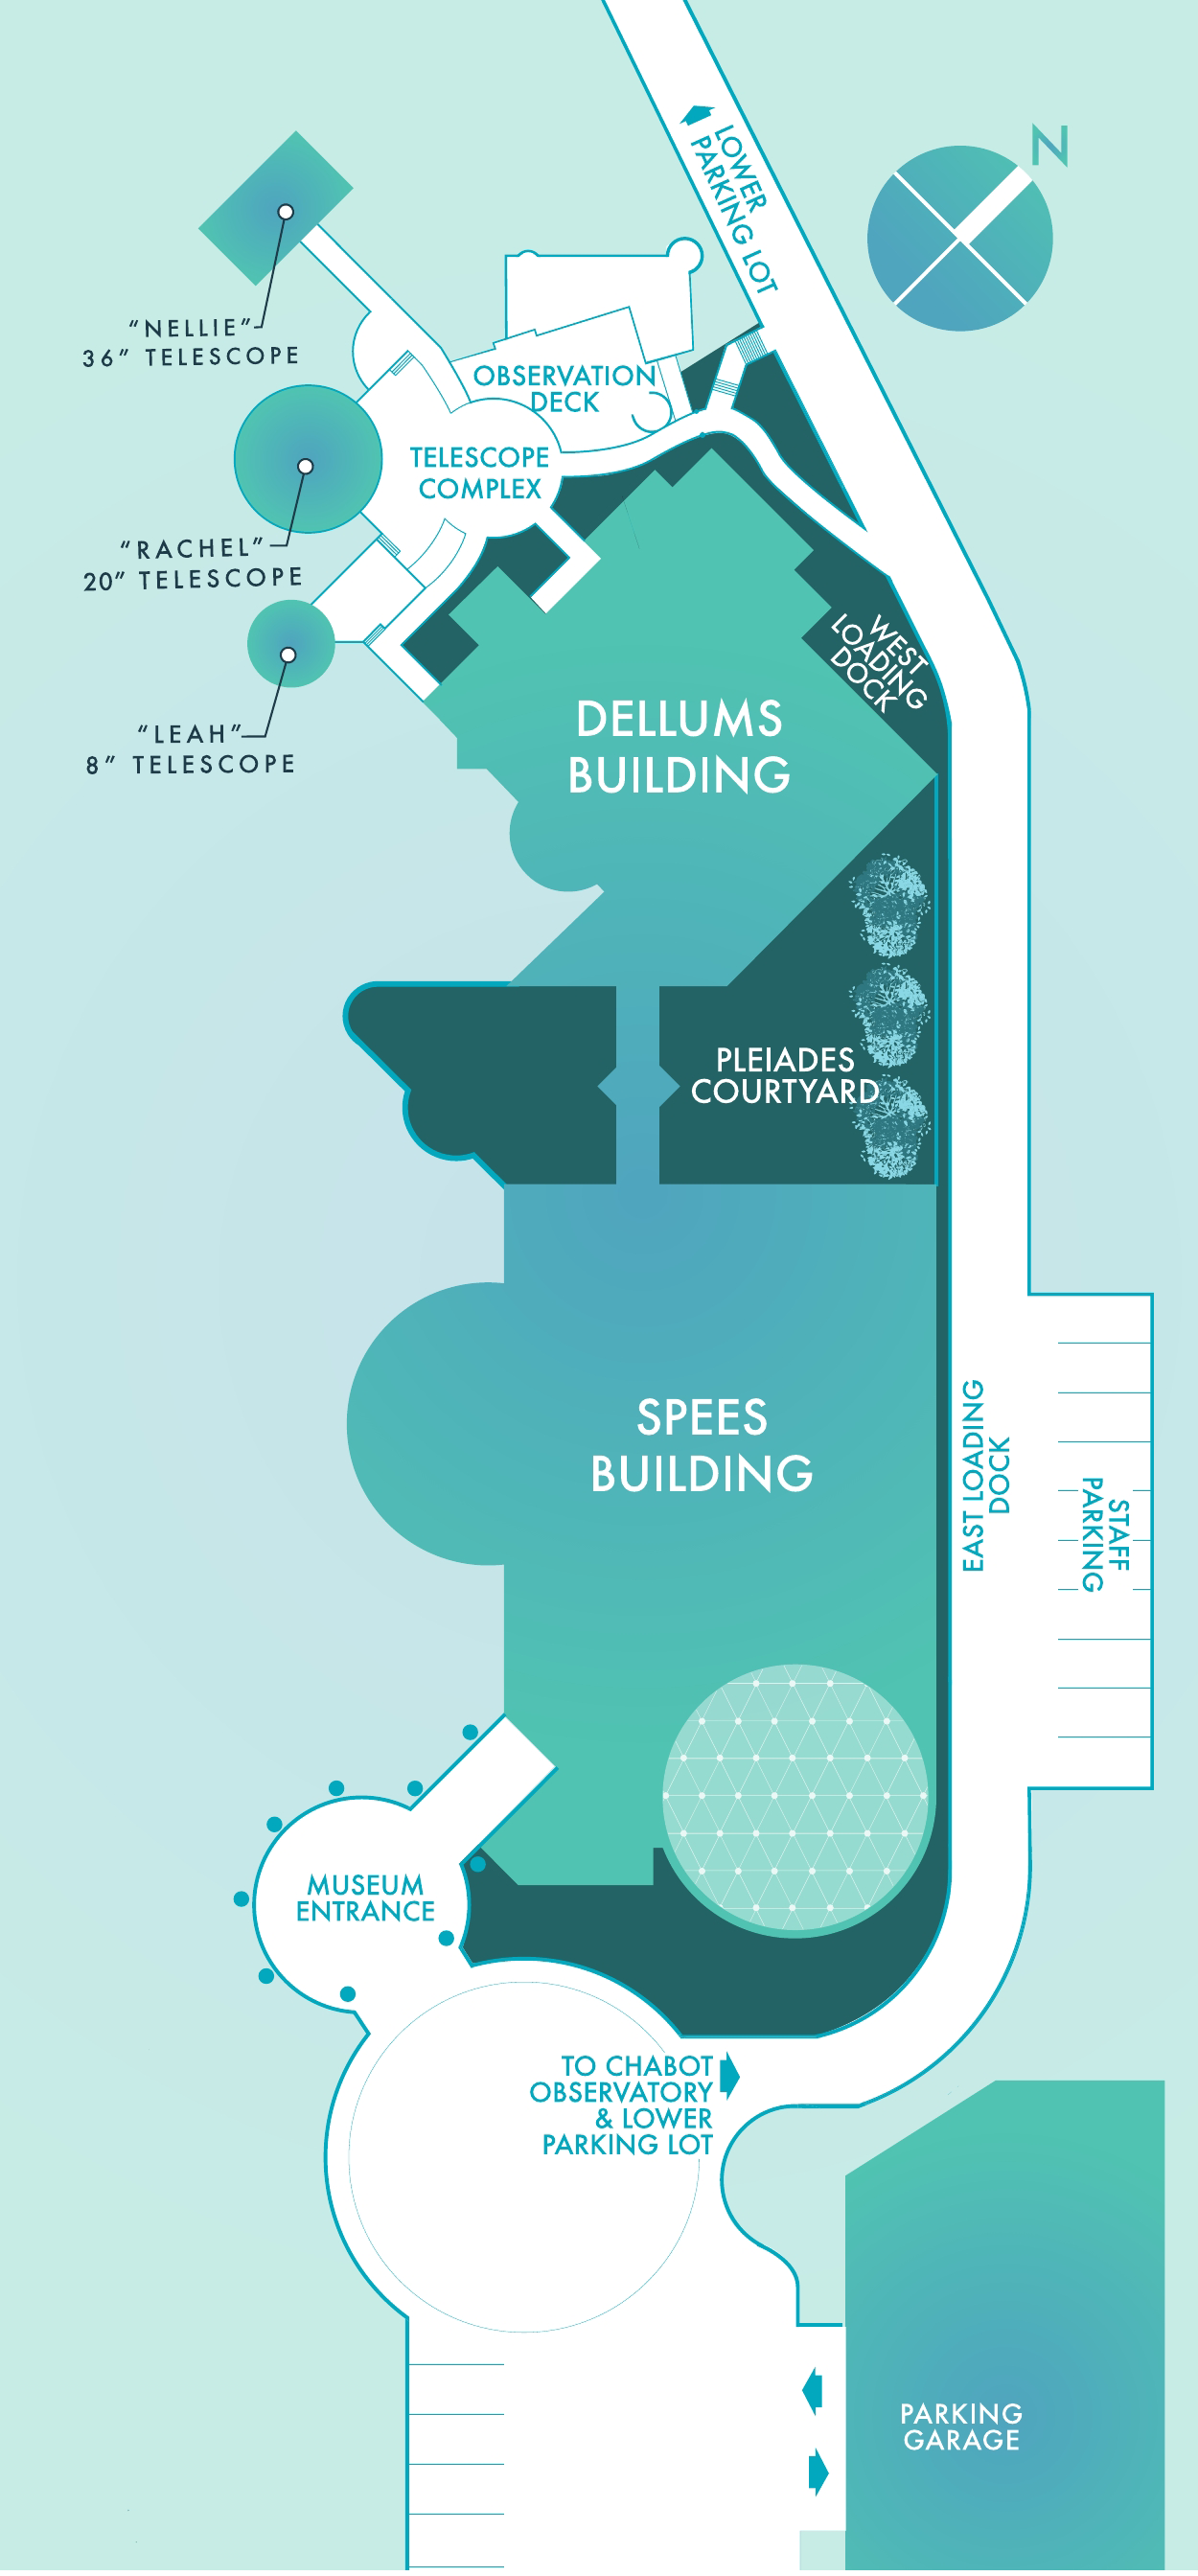 N
LOWER
PARKING LOT
“NELLIE”
36” TELESCOPE
OBSERVATION
DECK
TELESCOPE
COMPLEX
“RACHEL”
20” TELESCOPE
WEST
LOADING
DOCK
“LEAH”
8” TELESCOPE
DELLUMS
BUILDING
PLEIADES
COURTYARD
SPEES
BUILDING
EAST LOADING
DOCK
STAFF
PARKING
MUSEUM
ENTRANCE
TO CHABOT
OBSERVATORY
& LOWER
PARKING LOT
PARKING
GARAGE